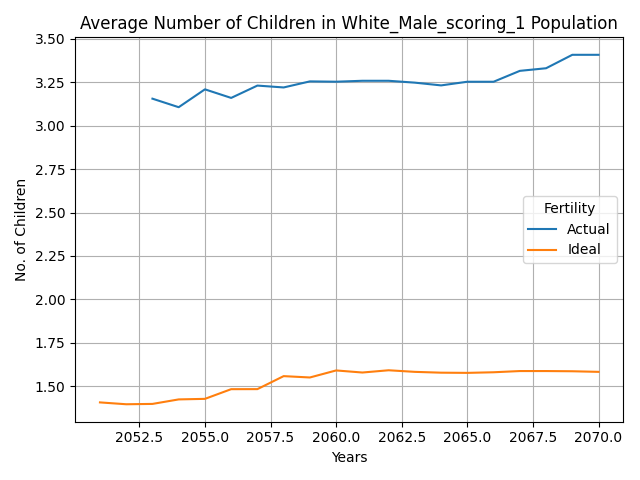 Average Number of Children in White_Male_scoring_1 Population
3.50
3.25
3.00
2.75
2.50
2.25
2.00
1.75
1.50
No. of Children
Fertility
Actual
Ideal
2052.5 2055.0 2057.5 2060.0 2062.5 2065.0 2067.5 2070.0
Years